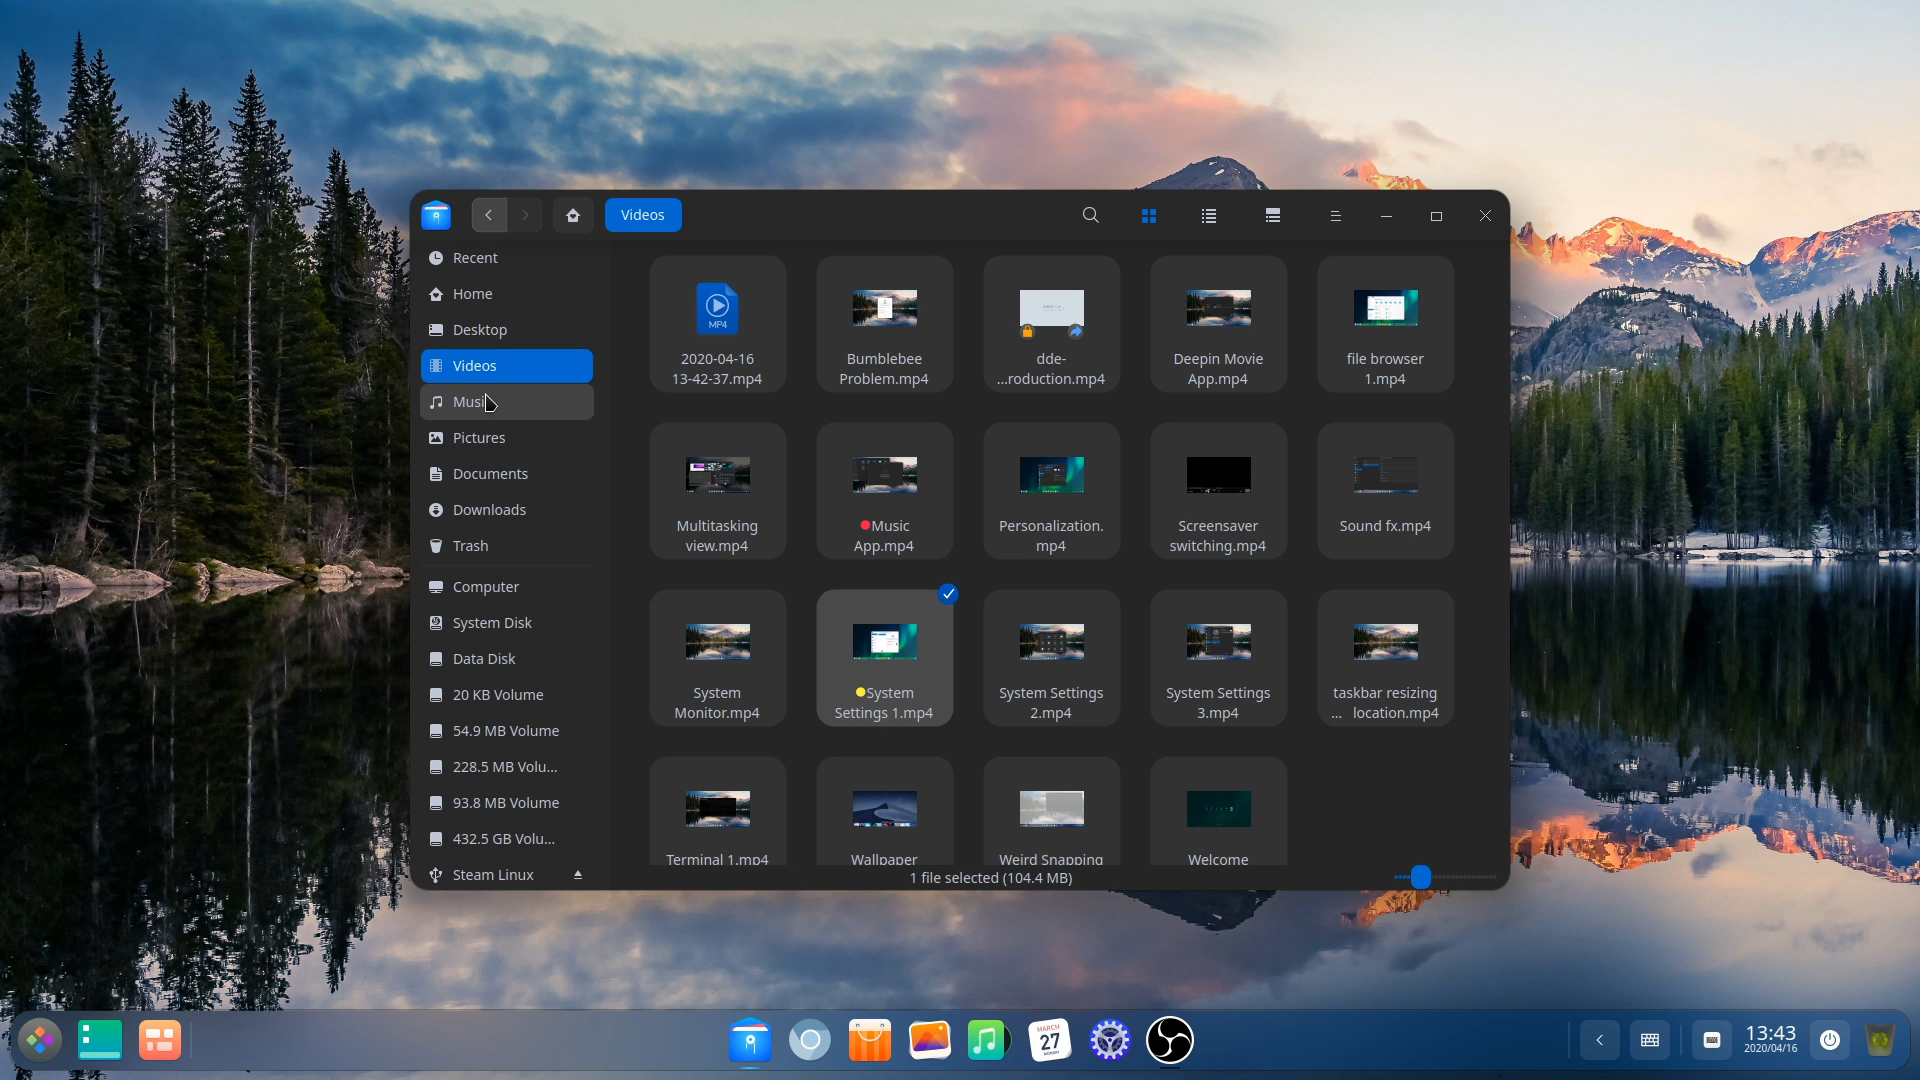 Videos
Recent
Home
Desktop
Videos
Music
Pictures
Documents
Downloads
Trash
Computer
System Disk
Data Disk
20 KB Volume
54.9 MB Volume
228.5 MB Volu...
93.8 MB Volume
432.5 GB Volu...
Steam Linux
MP4
2020-04-16
13-42-37.mp4
Bumblebee
Problem.mp4
dde-
...roduction.mp4
Deepin Movie
App.mp4
file browser
1.mp4
Multitasking
view.mp4
Music
App.mp4
Personalization.
mp4
Screensaver
switching.mp4
Sound fx.mp4
System
Monitor.mp4
System
Settings 1.mp4
System Settings
2.mp4
System Settings
3.mp4
taskbar resizing
... location.mp4
Terminal 1.mp4
Wallpaper
Weird Snapping
Welcome
1 file selected (104.4 MB)
MARCH
27
13:43
2020/04/16